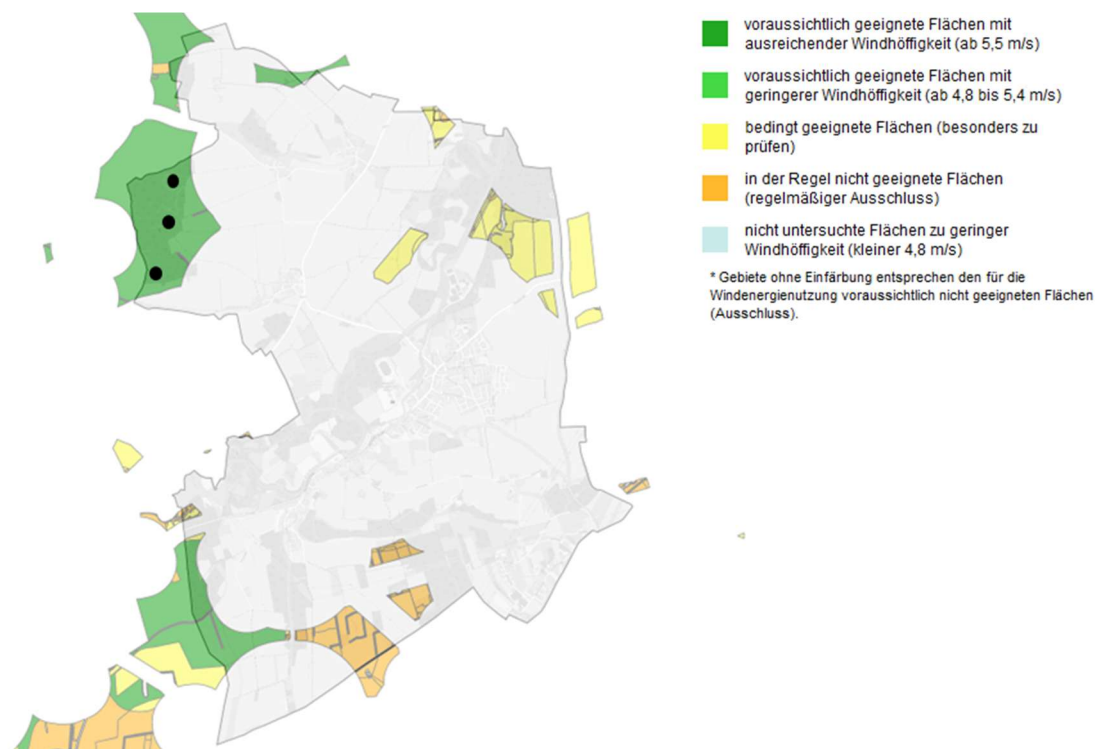 voraussichtlich geeignete Flächen mit
ausreichender Windhöffigkeit (ab 5,5 m/s)
voraussichtlich geeignete Flächen mit
geringerer Windhöffigkeit (ab 4,8 bis 5,4 m/s)
bedingt geeignete Flächen (besonders zu
prüfen)
in der Regel nicht geeignete Flächen
(regelmäßiger Ausschluss)
nicht untersuchte Flächen zu geringer
Windhöffigkeit (kleiner 4,8 m/s)
* Gebiete ohne Einfärbung entsprechen den für die
Windenergienutzung voraussichtlich nicht geeigneten Flächen
(Ausschluss).